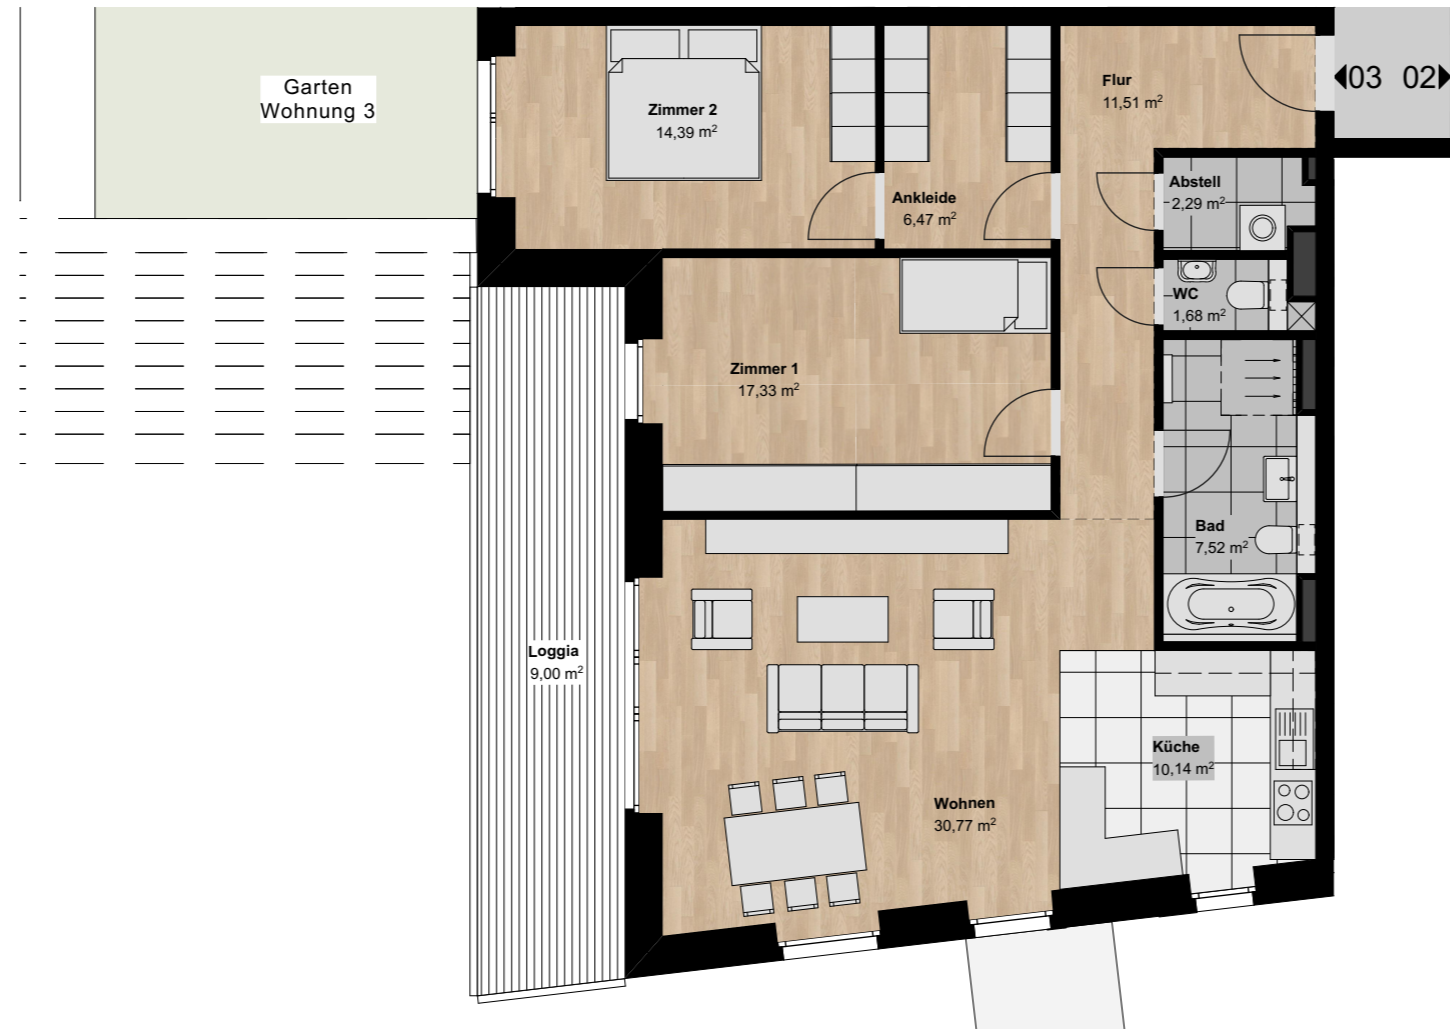 Garten
Wohnung 3
Zimmer 2
14,39 m²
Ankleide
6,47 m²
Flur
11,51 m²
03 02
Abstell
2,29 m²
WC
1,68 m²
Zimmer 1
17,33 m²
Bad
7,52 m²
Loggia
9,00 m²
Küche
10,14 m²
Wohnen
30,77 m²